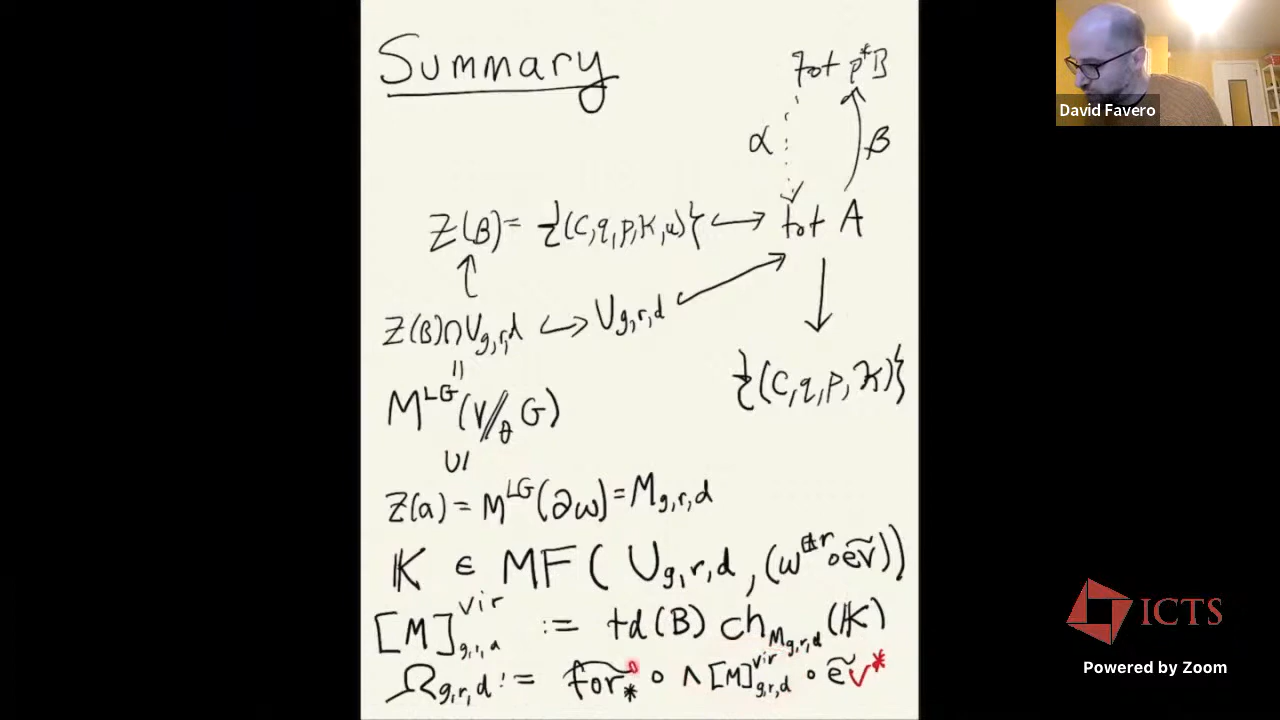 Summary
tot p*B
α
β
Z(β) = {(C,q,p,K,u)} ↪ tot A
Z(β)∩U_{g,r,d} ↪ U_{g,r,d}
{(C,q,p,K)}
M^{LG}(V//_θ G)
Z(α) = M^{LG}(∂w) = M_{g,r,d}
𝕂 ∈ MF(U_{g,r,d}, (w^{⊞r}∘ẽv))
[M]^{vir}_{g,r,d} := td(B) ch_{M_{g,r,d}}(𝕂)
Ω_{g,r,d} := f̃or_* ∘ ∧[M]^{vir}_{g,r,d} ∘ ẽv*
David Favero
ICTS
Powered by Zoom